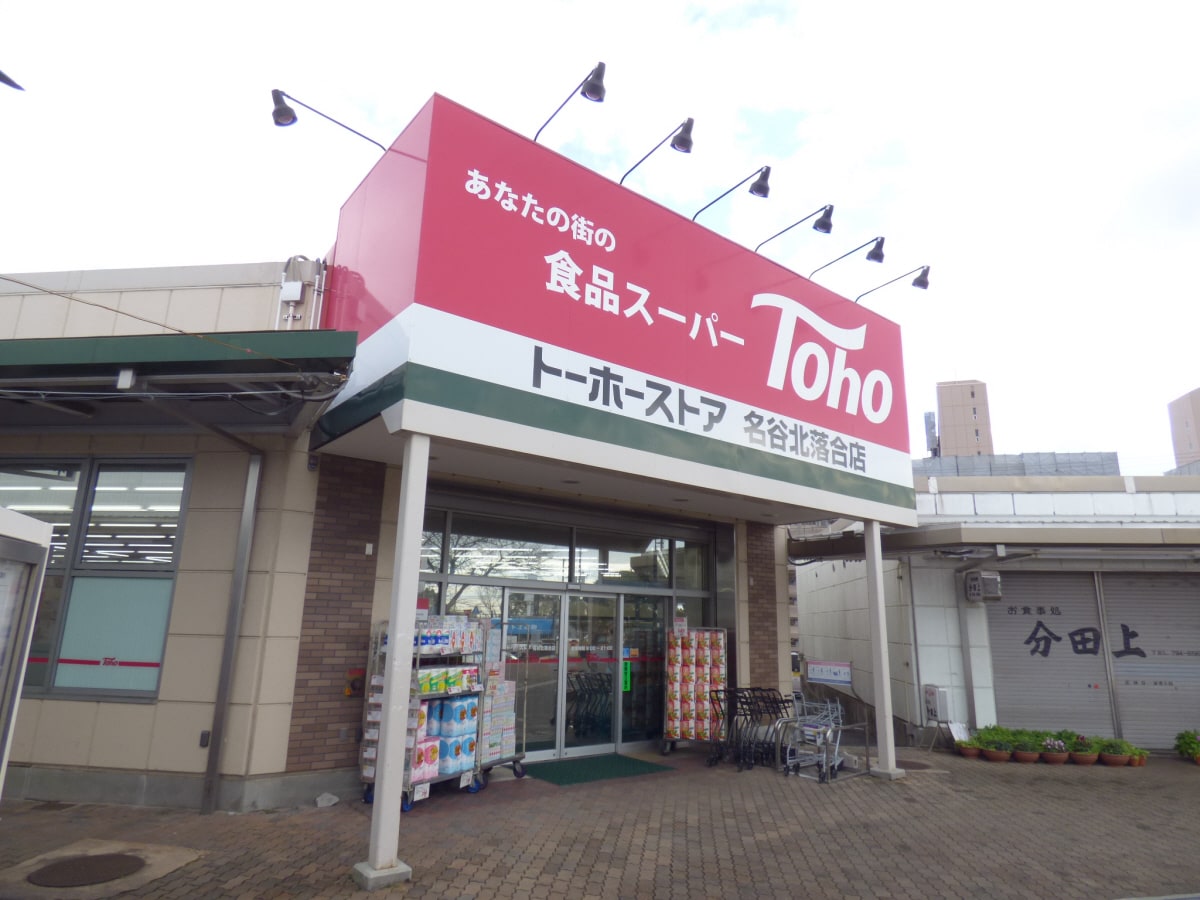 あなたの街の
食品スーパー
Toho
トーホーストア 名谷北落合店
Toho
お食事処
分田上